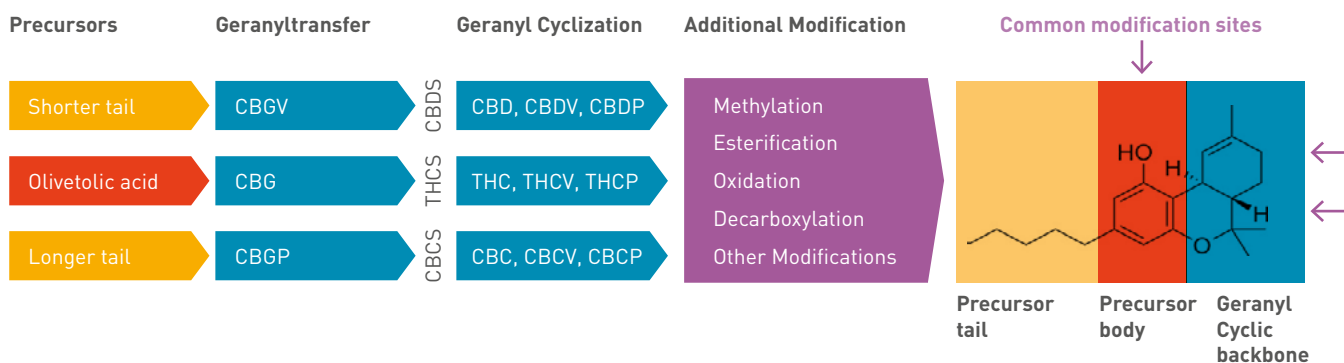 Precursors
Geranyltransfer
Geranyl Cyclization
Additional Modification
Common modification sites
Shorter tail
CBGV
CBDS
CBD, CBDV, CBDP
Olivetolic acid
CBG
THCS
THC, THCV, THCP
Longer tail
CBGP
CBCS
CBC, CBCV, CBCP
Methylation
Esterification
Oxidation
Decarboxylation
Other Modifications
HO
H
H
O
Precursor
tail
Precursor
body
Geranyl
Cyclic
backbone